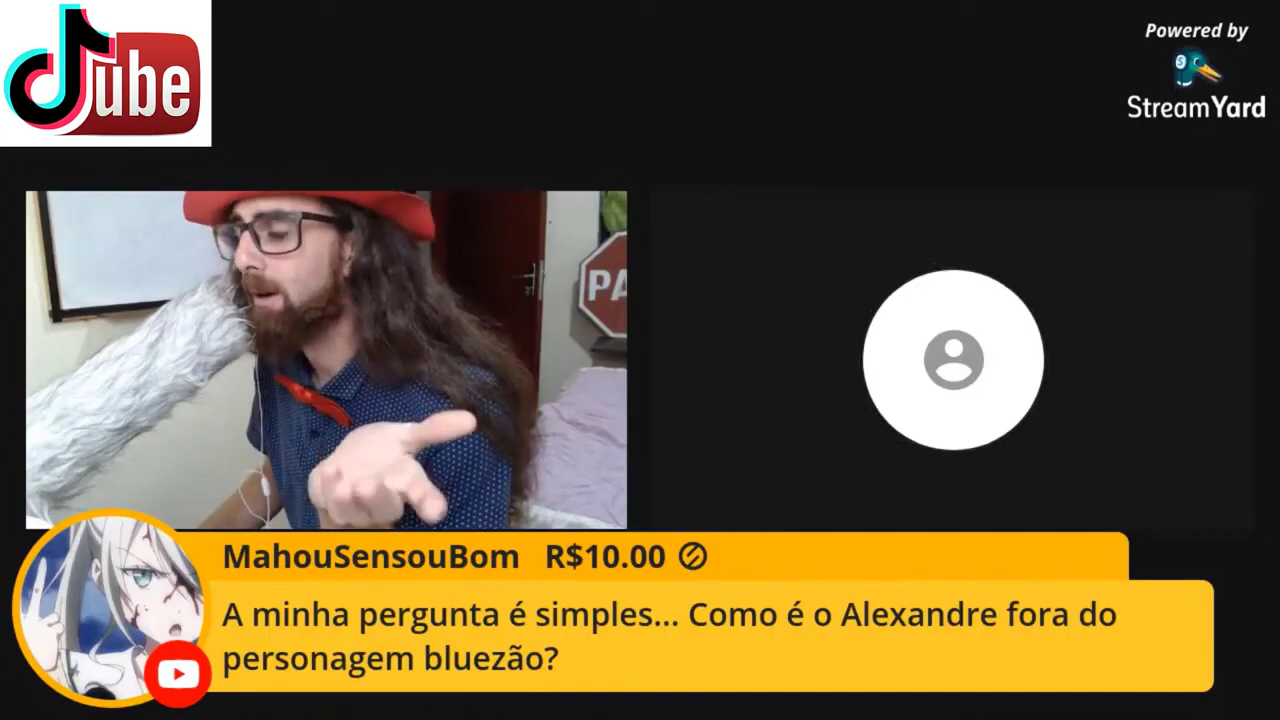 Tube
Powered by
StreamYard
PA
MahouSensouBom R$10.00
A minha pergunta é simples... Como é o Alexandre fora do
personagem bluezão?